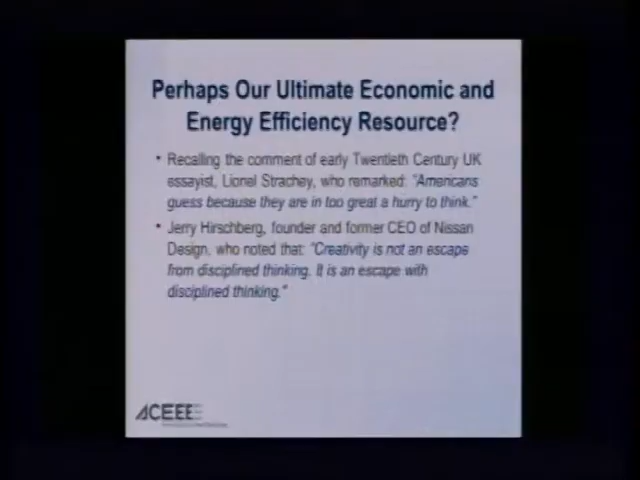 Perhaps Our Ultimate Economic and
Energy Efficiency Resource?
• Recalling the comment of early Twentieth Century UK
essayist, Lionel Strachey, who remarked: “Americans
guess because they are in too great a hurry to think.”
• Jerry Hirschberg, founder and former CEO of Nissan
Design, who noted that: “Creativity is not an escape
from disciplined thinking. It is an escape with
disciplined thinking.”
ACEEE